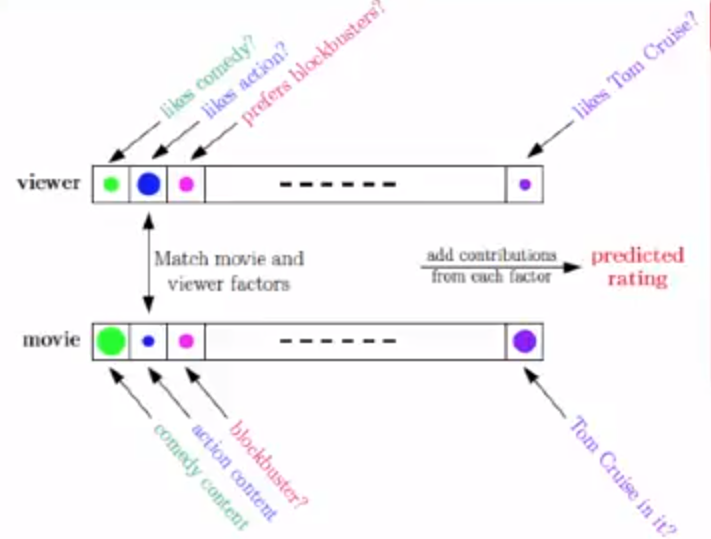 likes comedy?
likes action?
prefers blockbusters?
likes Tom Cruise?
viewer
Match movie and
viewer factors
add contributions
from each factor
predicted
rating
movie
comedy content
action content
blockbuster?
Tom Cruise in it?